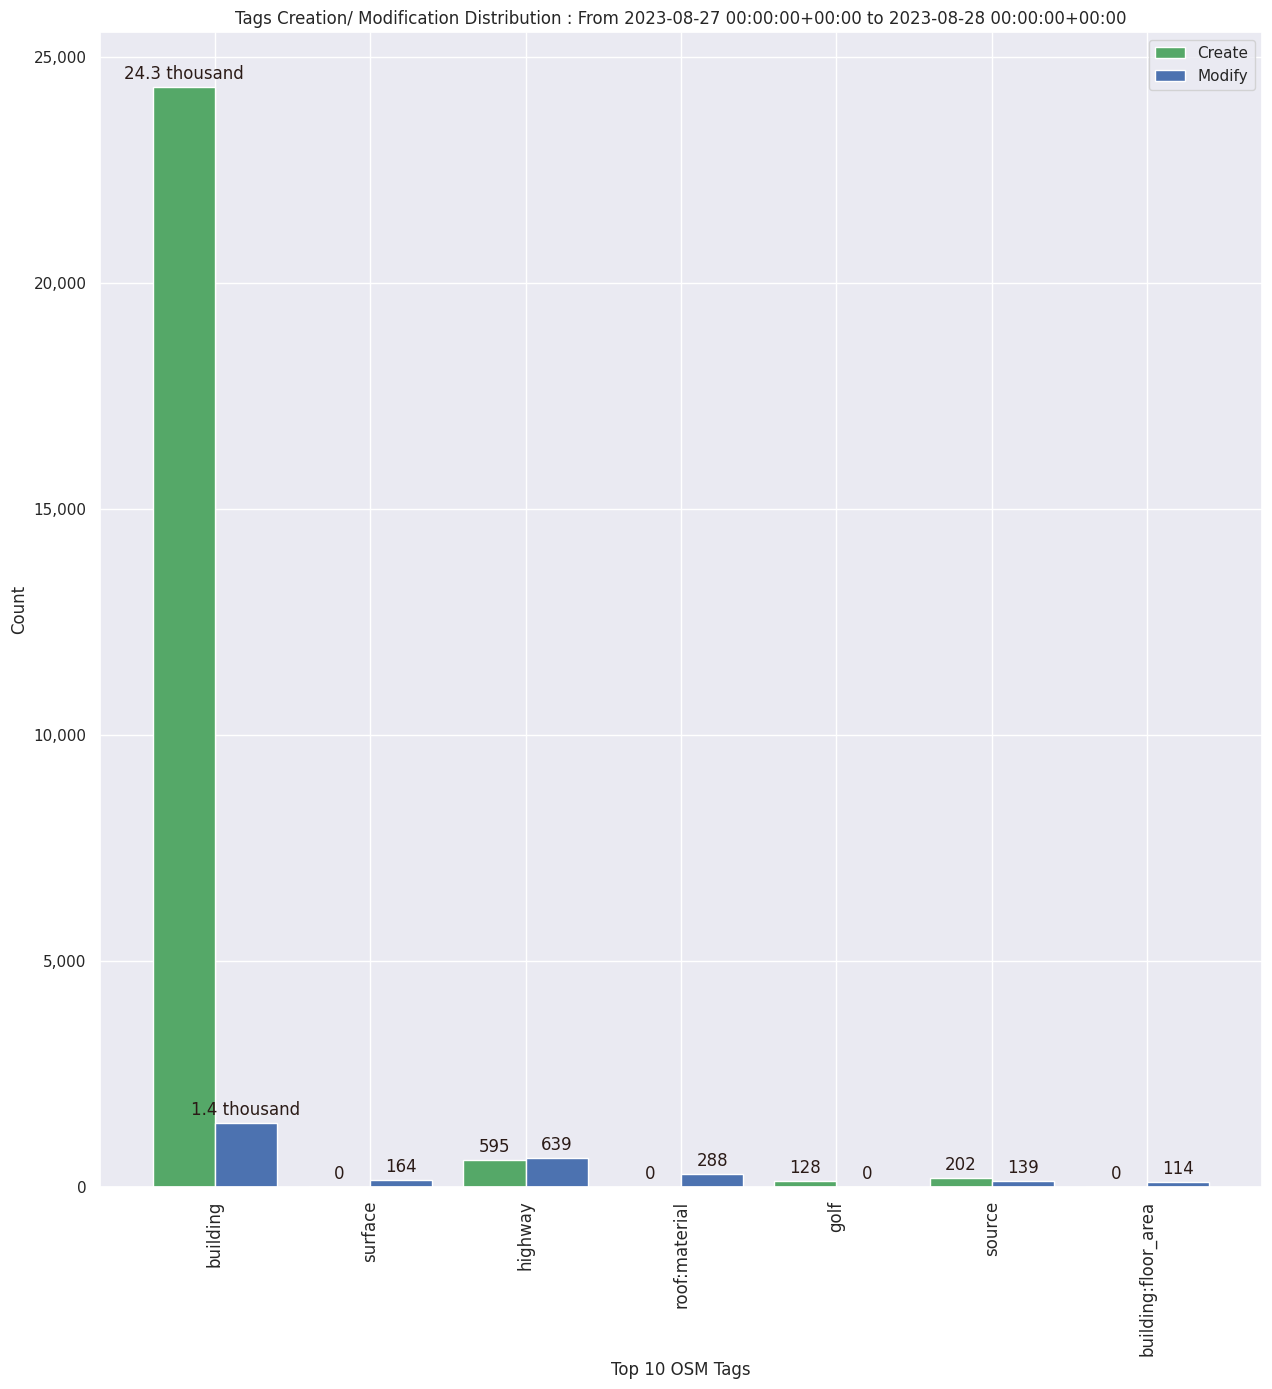 Tags Creation/ Modification Distribution : From 2023-08-27 00:00:00+00:00 to 2023-08-28 00:00:00+00:00
Create
Modify
25,000
20,000
15,000
10,000
5,000
0
Count
24.3 thousand
1.4 thousand
0
164
595
639
0
288
128
0
202
139
0
114
building
surface
highway
roof:material
golf
source
building:floor_area
Top 10 OSM Tags